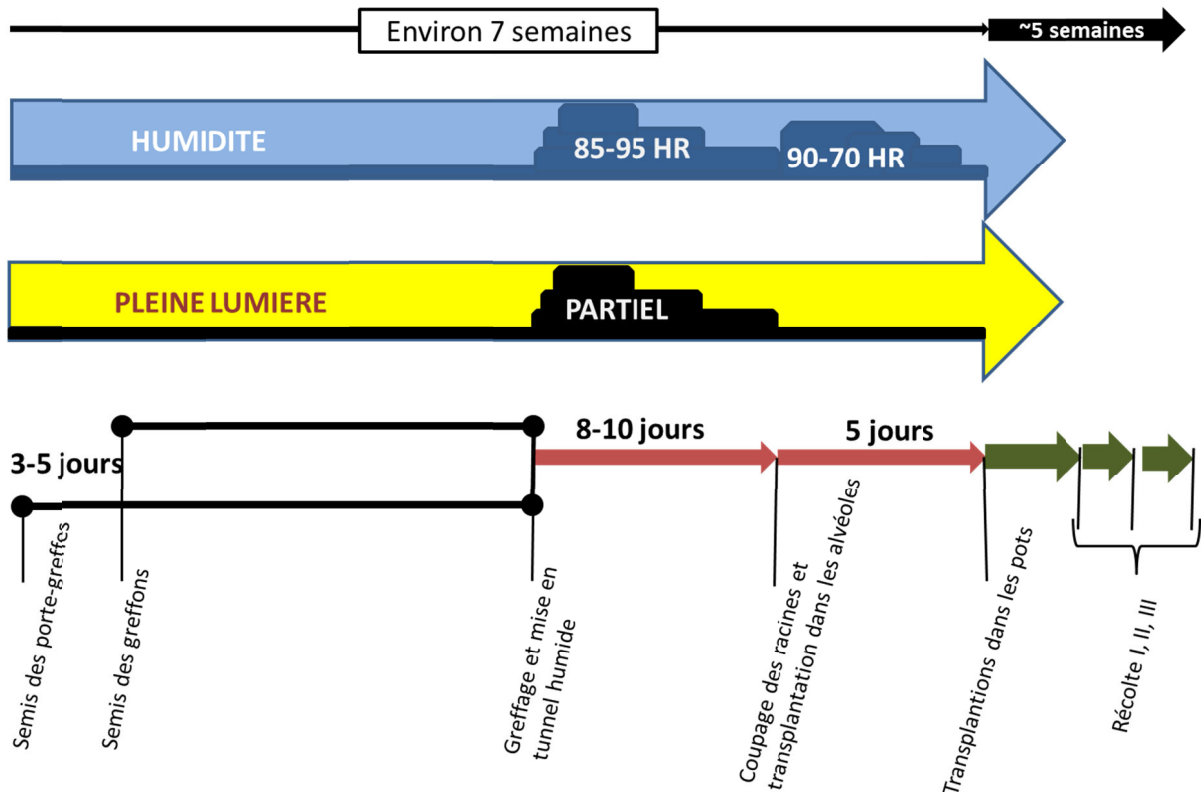 Environ 7 semaines
~5 semaines
HUMIDITE
85-95 HR
90-70 HR
PLEINE LUMIERE
PARTIEL
3-5 jours
8-10 jours
5 jours
Semis des porte-greffes
Semis des greffons
Greffage et mise en
tunnel humide
Coupage des racines et
transplantation dans les alvéoles
Transplantions dans les pots
Récolte I, II, III